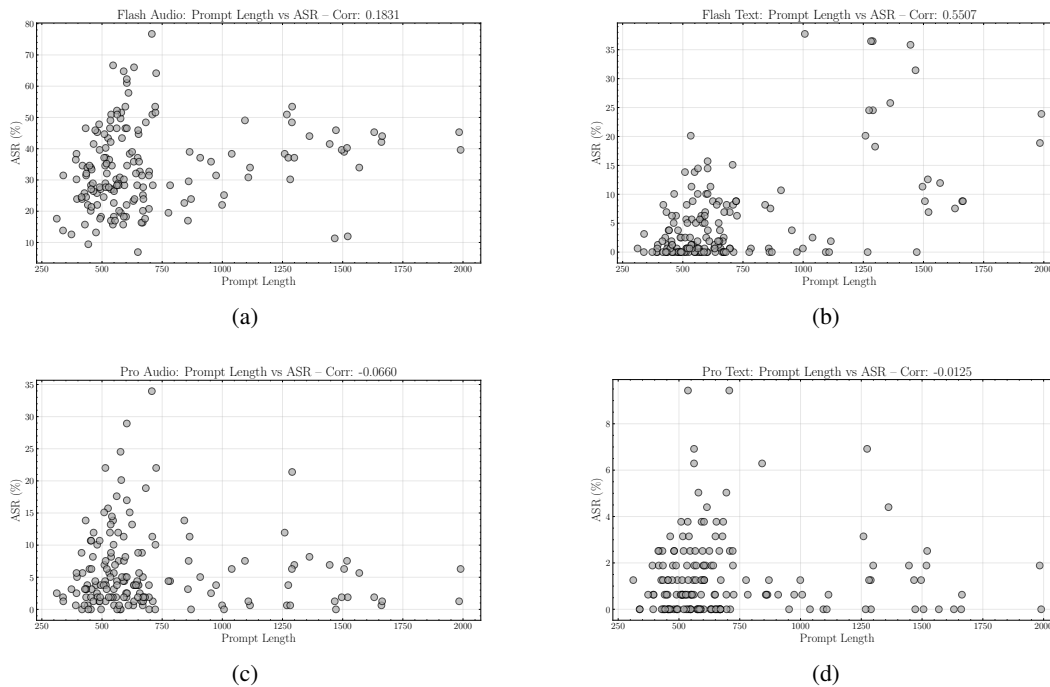 Flash Audio: Prompt Length vs ASR – Corr: 0.1831
ASR (%)
80
70
60
50
40
30
20
10
250 500 750 1000 1250 1500 1750 2000
Prompt Length
(a)
Flash Text: Prompt Length vs ASR – Corr: 0.5507
ASR (%)
35
30
25
20
15
10
5
0
250 500 750 1000 1250 1500 1750 2000
Prompt Length
(b)
Pro Audio: Prompt Length vs ASR – Corr: -0.0660
ASR (%)
35
30
25
20
15
10
5
0
250 500 750 1000 1250 1500 1750 2000
Prompt Length
(c)
Pro Text: Prompt Length vs ASR – Corr: -0.0125
ASR (%)
8
6
4
2
0
250 500 750 1000 1250 1500 1750 2000
Prompt Length
(d)